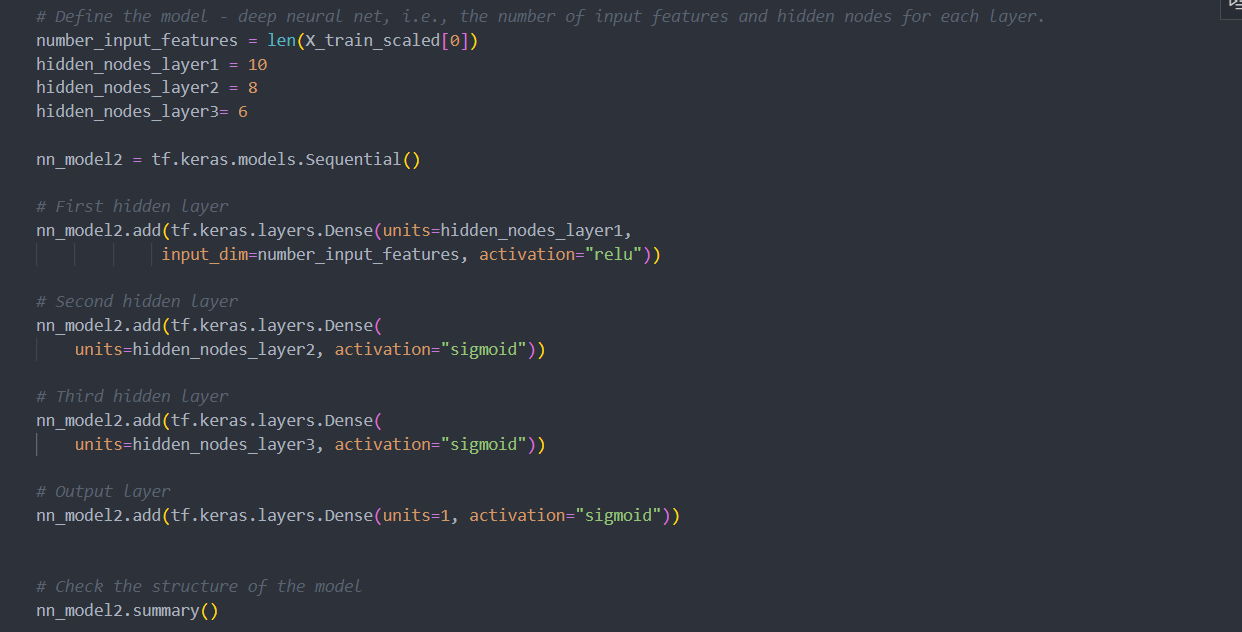 # Define the model - deep neural net, i.e., the number of input features and hidden nodes for each layer.
number_input_features = len(X_train_scaled[0])
hidden_nodes_layer1 = 10
hidden_nodes_layer2 = 8
hidden_nodes_layer3= 6
nn_model2 = tf.keras.models.Sequential()
# First hidden layer
nn_model2.add(tf.keras.layers.Dense(units=hidden_nodes_layer1,
input_dim=number_input_features, activation="relu"))
# Second hidden layer
nn_model2.add(tf.keras.layers.Dense(
units=hidden_nodes_layer2, activation="sigmoid"))
# Third hidden layer
nn_model2.add(tf.keras.layers.Dense(
units=hidden_nodes_layer3, activation="sigmoid"))
# Output layer
nn_model2.add(tf.keras.layers.Dense(units=1, activation="sigmoid"))
# Check the structure of the model
nn_model2.summary()